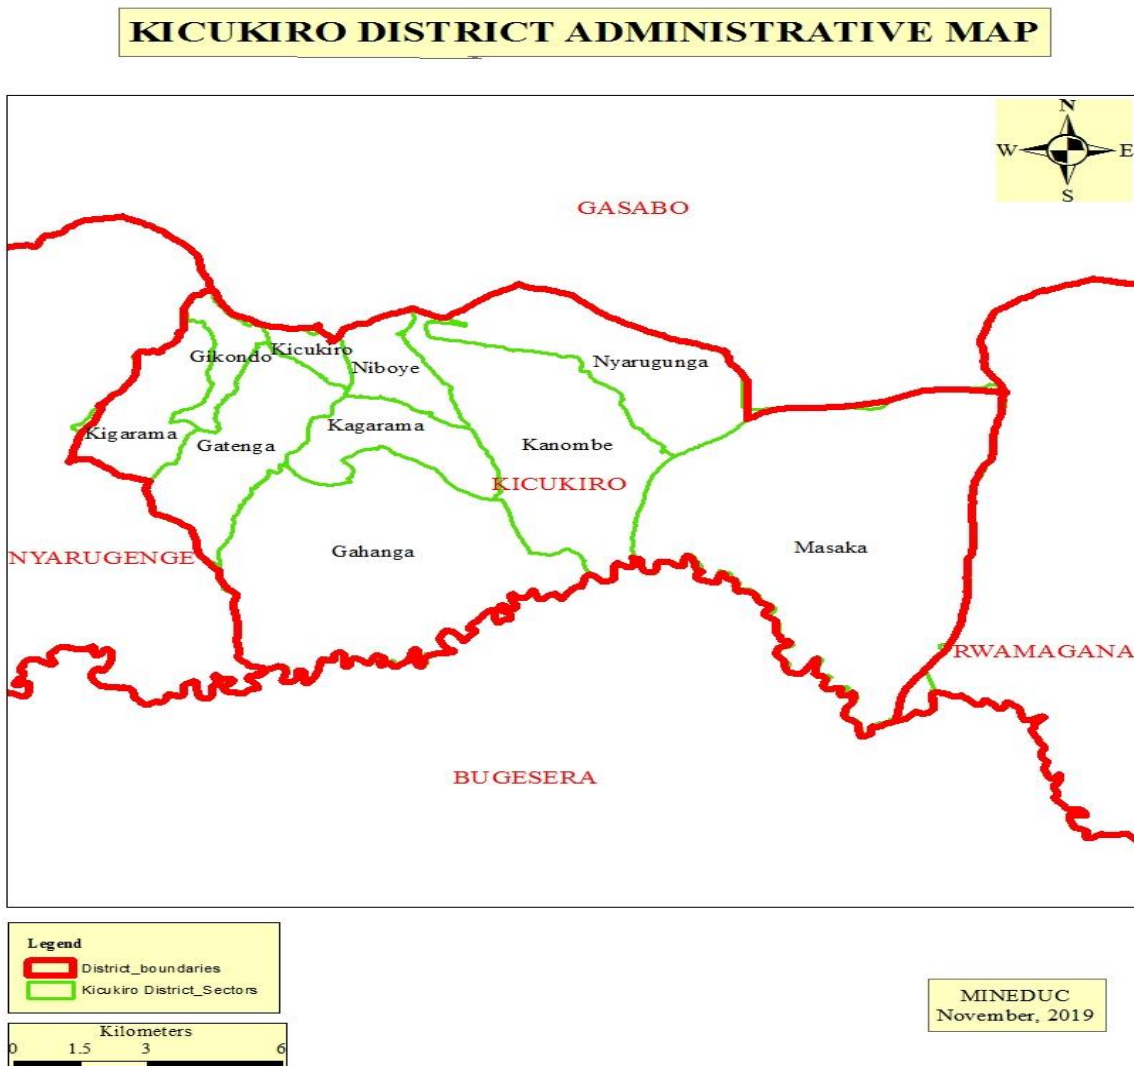 KICUKIRO DISTRICT ADMINISTRATIVE MAP
N
W E
S
GASABO
Kicukiro
Gikondo
Niboye
Nyarugunga
Kagarama
Kigarama
Gatenga
Kanombe
KICUKIRO
Masaka
Gahanga
NYARUGENGE
RWAMAGANA
BUGESERA
Legend
District_boundaries
Kicukiro District_Sectors
Kilometers
0 1.5 3 6
MINEDUC
November, 2019